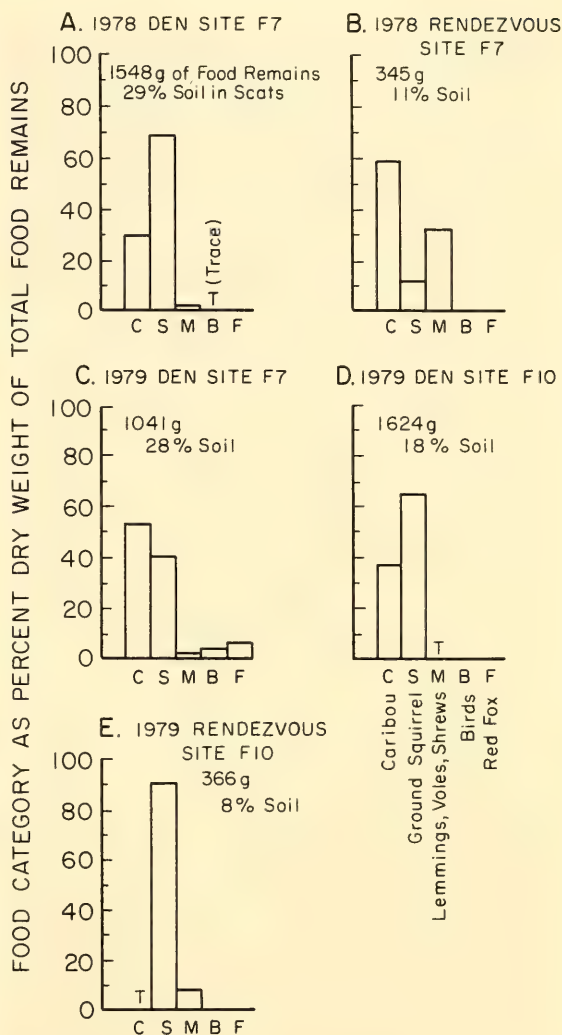 FOOD CATEGORY AS PERCENT DRY WEIGHT OF TOTAL FOOD REMAINS
A. 1978 DEN SITE F7
1548g of Food Remains
29% Soil in Scats
100
80
60
40
20
0
T (Trace)
C S M B F
B. 1978 RENDEZVOUS
SITE F7
345g
11% Soil
C S M B F
C. 1979 DEN SITE F7
1041g
28% Soil
100
80
60
40
20
0
C S M B F
D. 1979 DEN SITE F10
1624g
18% Soil
T
C S M B F
Caribou
Ground Squirrel
Lemmings, Voles, Shrews
Birds
Red Fox
E. 1979 RENDEZVOUS
SITE F10
366g
8% Soil
100
80
60
40
20
0
T
C S M B F